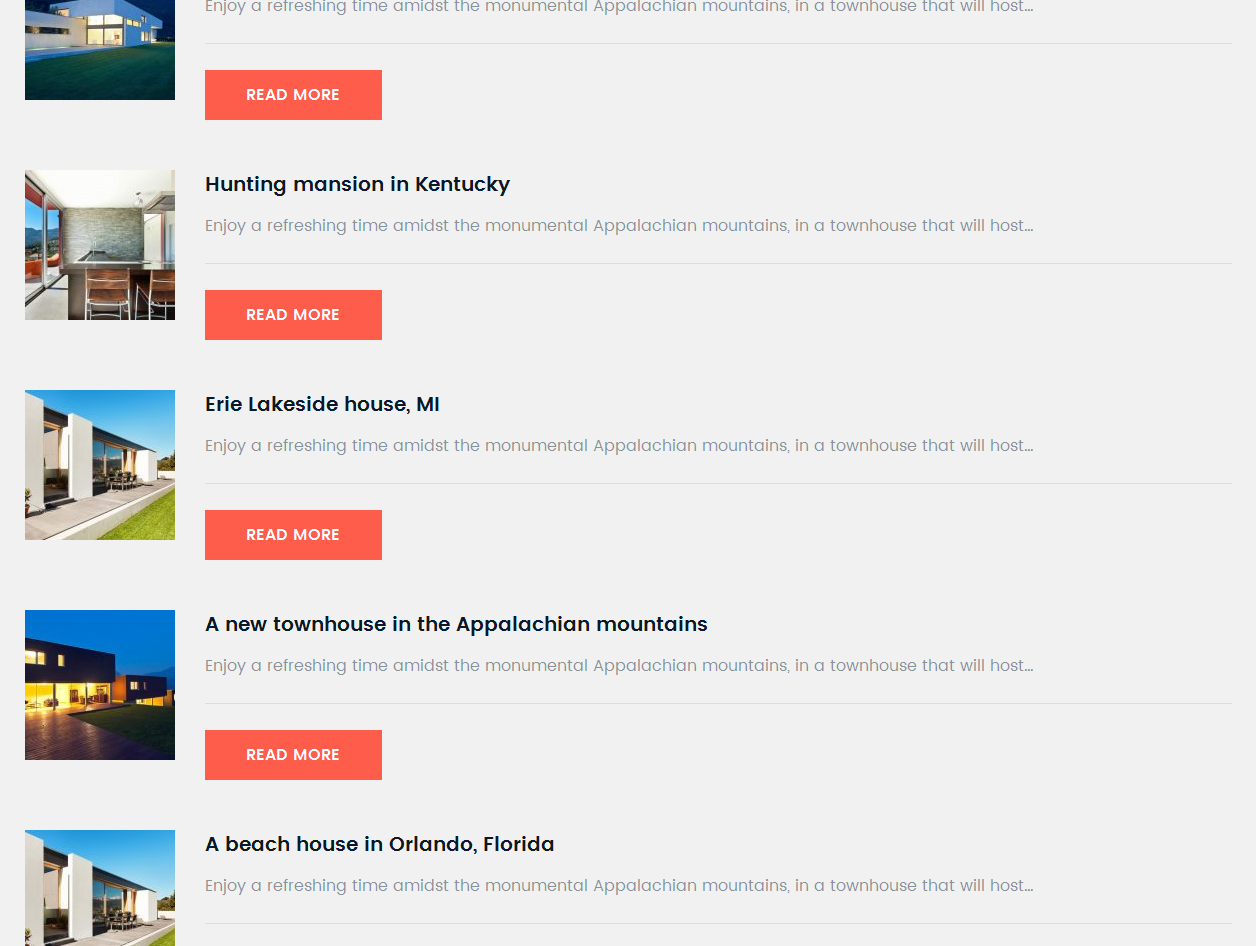 Enjoy a refreshing time amidst the monumental Appalachian mountains, in a townhouse that will host...
READ MORE
Hunting mansion in Kentucky
Enjoy a refreshing time amidst the monumental Appalachian mountains, in a townhouse that will host...
READ MORE
Erie Lakeside house, MI
Enjoy a refreshing time amidst the monumental Appalachian mountains, in a townhouse that will host...
READ MORE
A new townhouse in the Appalachian mountains
Enjoy a refreshing time amidst the monumental Appalachian mountains, in a townhouse that will host...
READ MORE
A beach house in Orlando, Florida
Enjoy a refreshing time amidst the monumental Appalachian mountains, in a townhouse that will host...